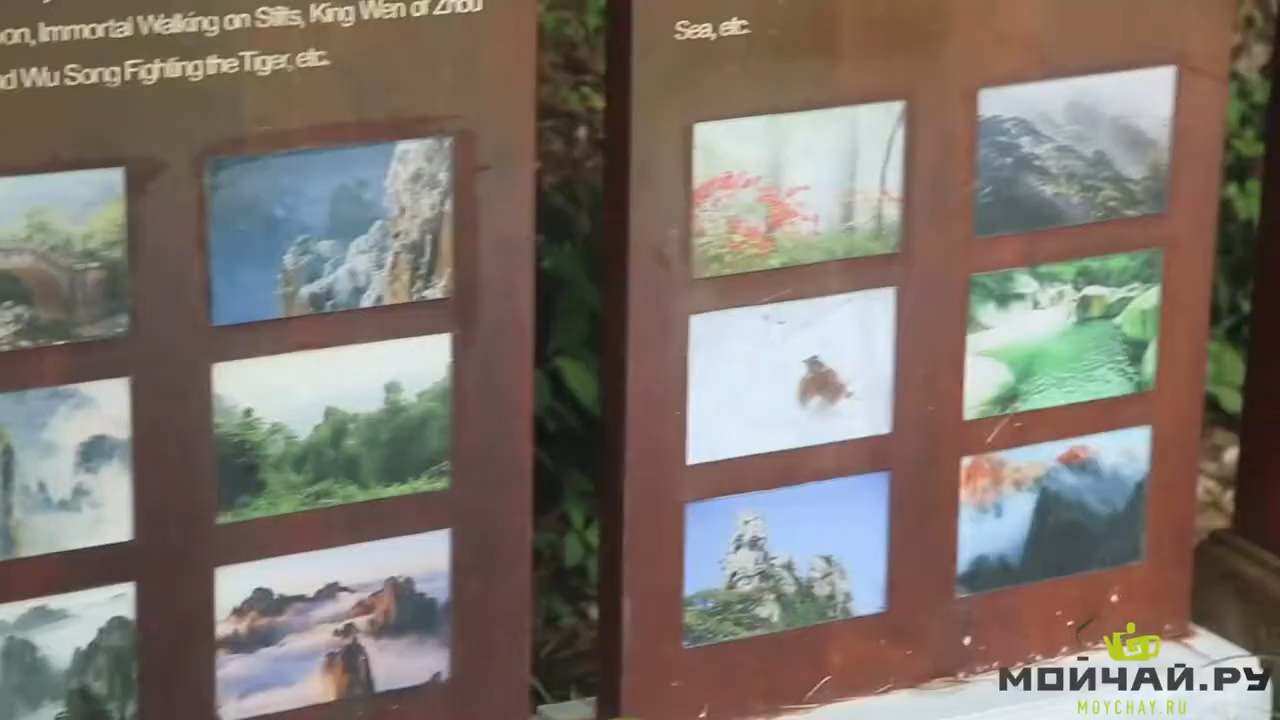 on, Immortal Walking on Stilts, King Wen of Zhou
d Wu Song Fighting the Tiger, etc.
Sea, etc.
МОЙЧАЙ.РУ
MOYCHAY.RU